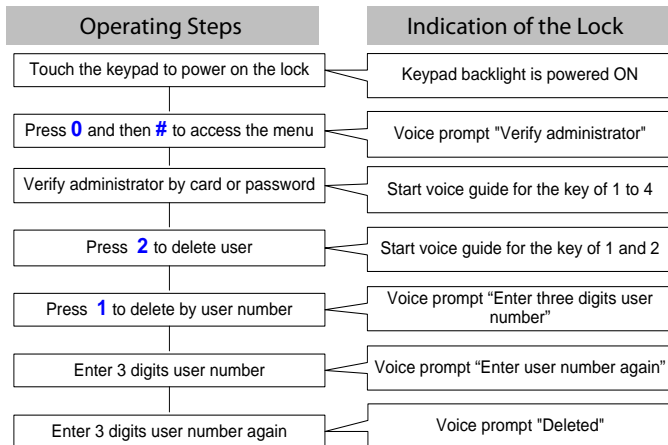 Operating Steps
Indication of the Lock
Touch the keypad to power on the lock
Keypad backlight is powered ON
Press 0 and then # to access the menu
Voice prompt "Verify administrator"
Verify administrator by card or password
Start voice guide for the key of 1 to 4
Press 2 to delete user
Start voice guide for the key of 1 and 2
Press 1 to delete by user number
Voice prompt “Enter three digits user
number”
Enter 3 digits user number
Voice prompt “Enter user number again”
Enter 3 digits user number again
Voice prompt "Deleted"